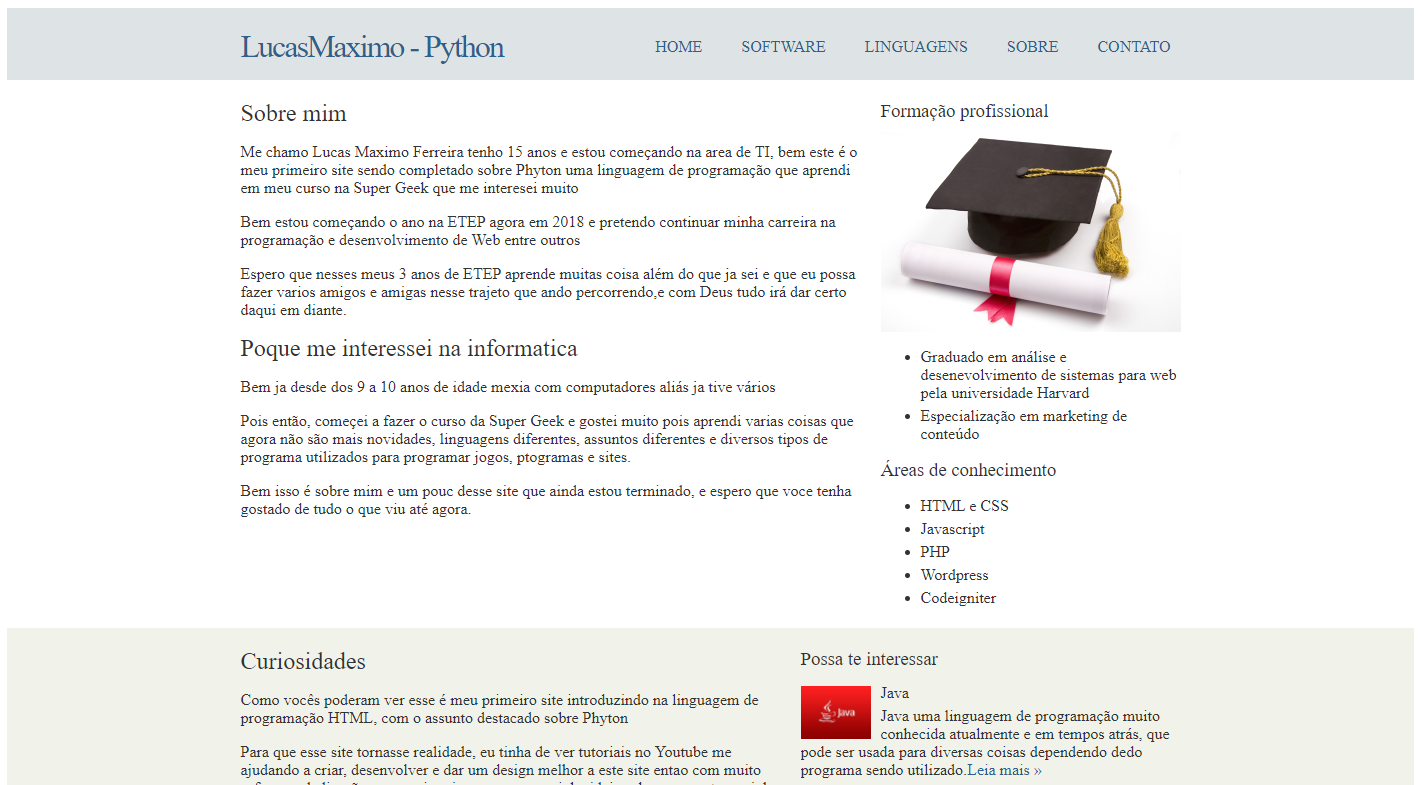 LucasMaximo - Python
HOME SOFTWARE LINGUAGENS SOBRE CONTATO
Sobre mim
Me chamo Lucas Maximo Ferreira tenho 15 anos e estou começando na area de TI, bem este é o
meu primeiro site sendo completado sobre Phyton uma linguagem de programação que aprendi
em meu curso na Super Geek que me interesei muito
Bem estou começando o ano na ETEP agora em 2018 e pretendo continuar minha carreira na
programação e desenvolvimento de Web entre outros
Espero que nesses meus 3 anos de ETEP aprende muitas coisa além do que ja sei e que eu possa
fazer varios amigos e amigas nesse trajeto que ando percorrendo,e com Deus tudo irá dar certo
daqui em diante.
Poque me interessei na informatica
Bem ja desde dos 9 a 10 anos de idade mexia com computadores aliás ja tive vários
Pois então, começei a fazer o curso da Super Geek e gostei muito pois aprendi varias coisas que
agora não são mais novidades, linguagens diferentes, assuntos diferentes e diversos tipos de
programa utilizados para programar jogos, ptogramas e sites.
Bem isso é sobre mim e um pouc desse site que ainda estou terminado, e espero que voce tenha
gostado de tudo o que viu até agora.
Formação profissional
Graduado em análise e
desenevolvimento de sistemas para web
pela universidade Harvard
Especialização em marketing de
conteúdo
Áreas de conhecimento
HTML e CSS
Javascript
PHP
Wordpress
Codeigniter
Curiosidades
Como vocês poderam ver esse é meu primeiro site introduzindo na linguagem de
programação HTML, com o assunto destacado sobre Phyton
Para que esse site tornasse realidade, eu tinha de ver tutoriais no Youtube me
ajudando a criar, desenvolver e dar um design melhor a este site entao com muito
Possa te interessar
Java
Java
Java uma linguagem de programação muito
conhecida atualmente e em tempos atrás, que
pode ser usada para diversas coisas dependendo dedo
programa sendo utilizado.Leia mais »